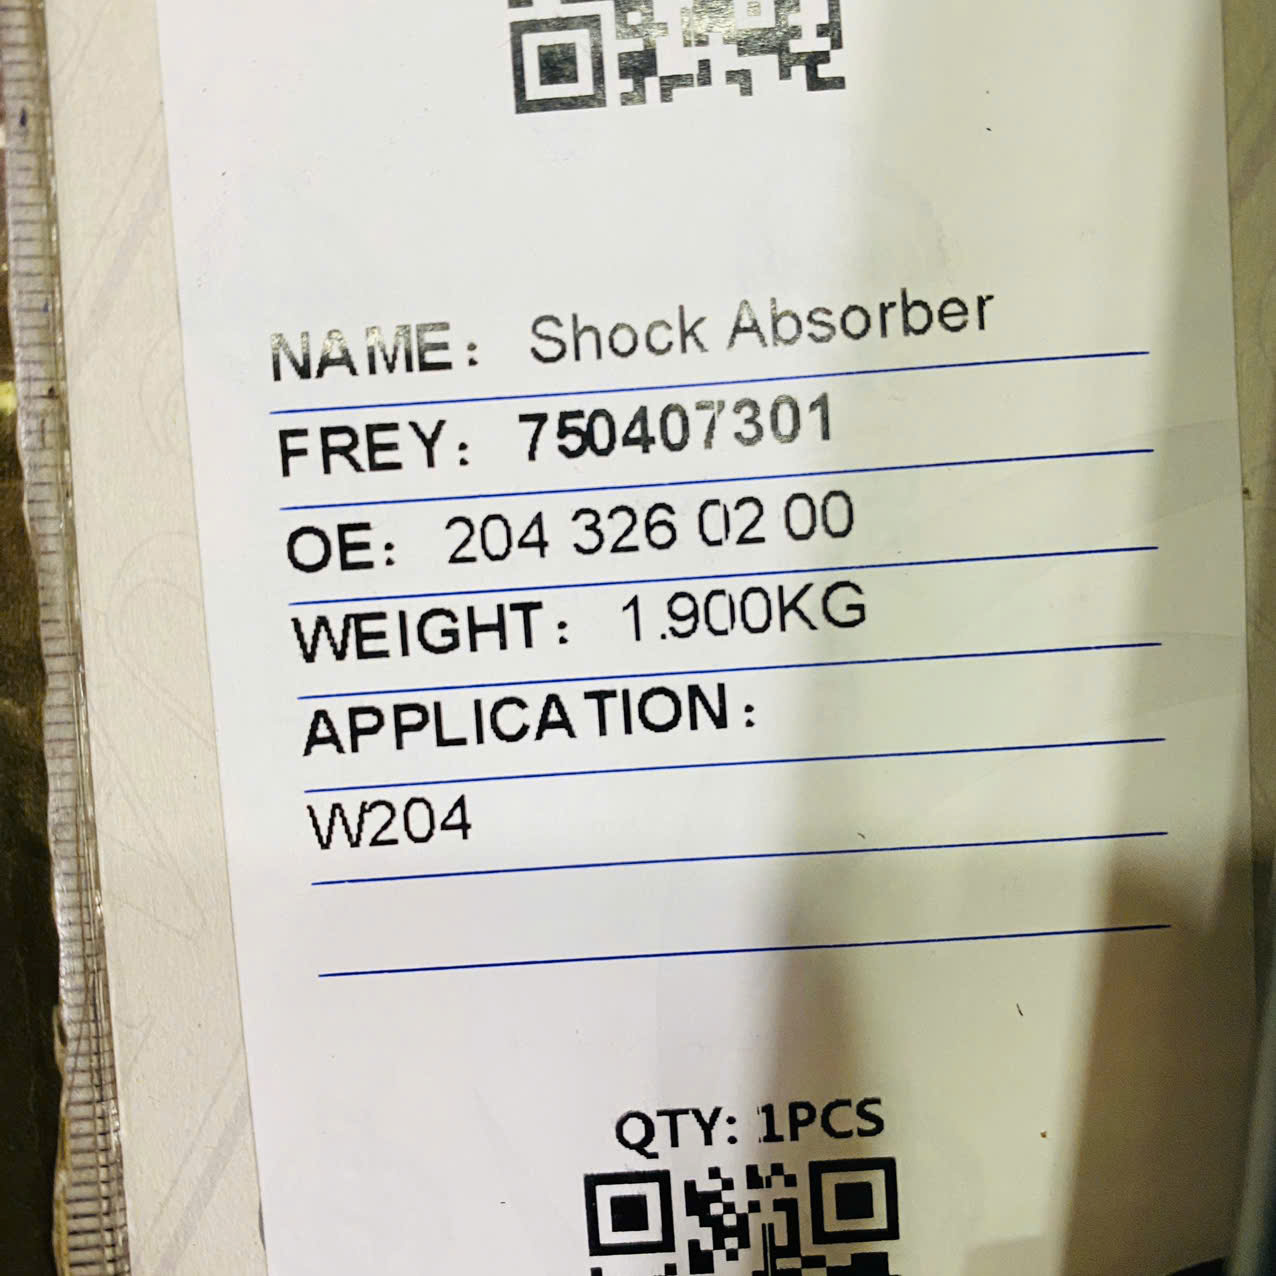 NAME: Shock Absorber
FREY: 750407301
OE: 204 326 02 00
WEIGHT: 1.900KG
APPLICATION:
W204
QTY: 1PCS